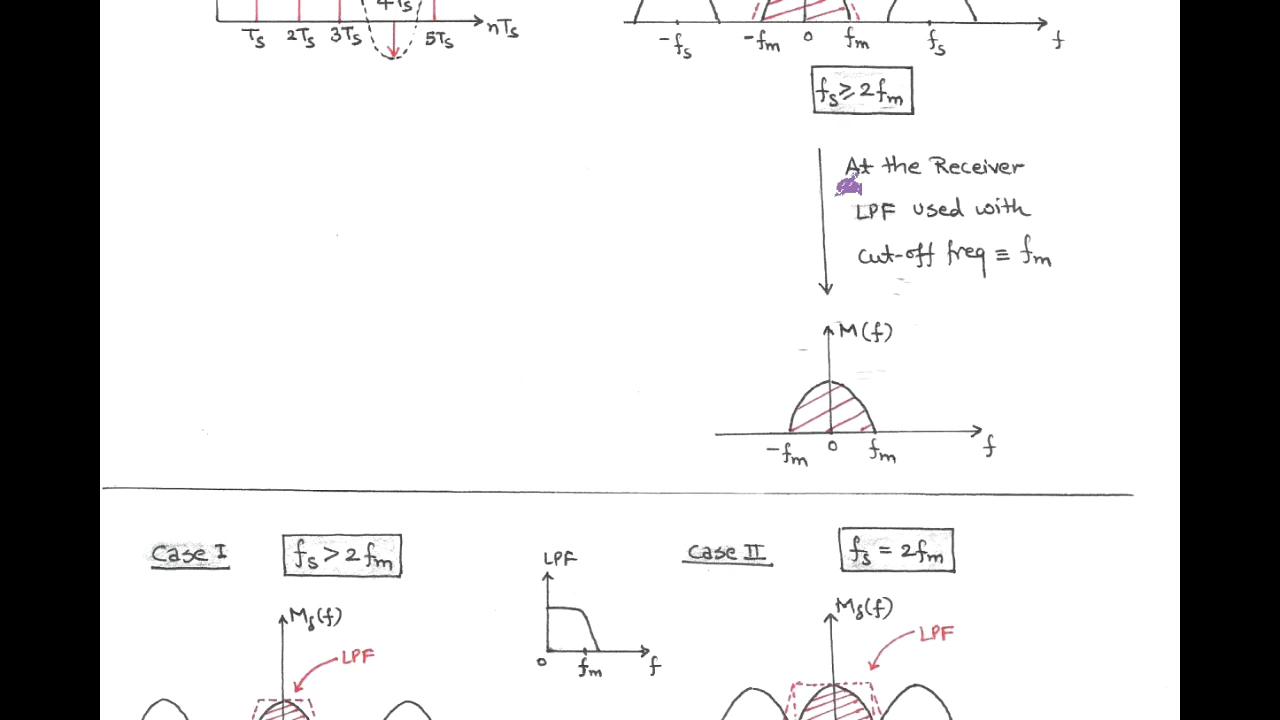 4Ts
Ts 2Ts 3Ts 5Ts nTs
-fs -fm 0 fm fs f
fs ≥ 2fm
At the Receiver
LPF used with
cut-off freq ≡ fm
M(f)
-fm 0 fm f
Case I fs > 2fm
LPF
0 fm f
Case II fs = 2fm
Mδ(f)
LPF
Mδ(f)
LPF